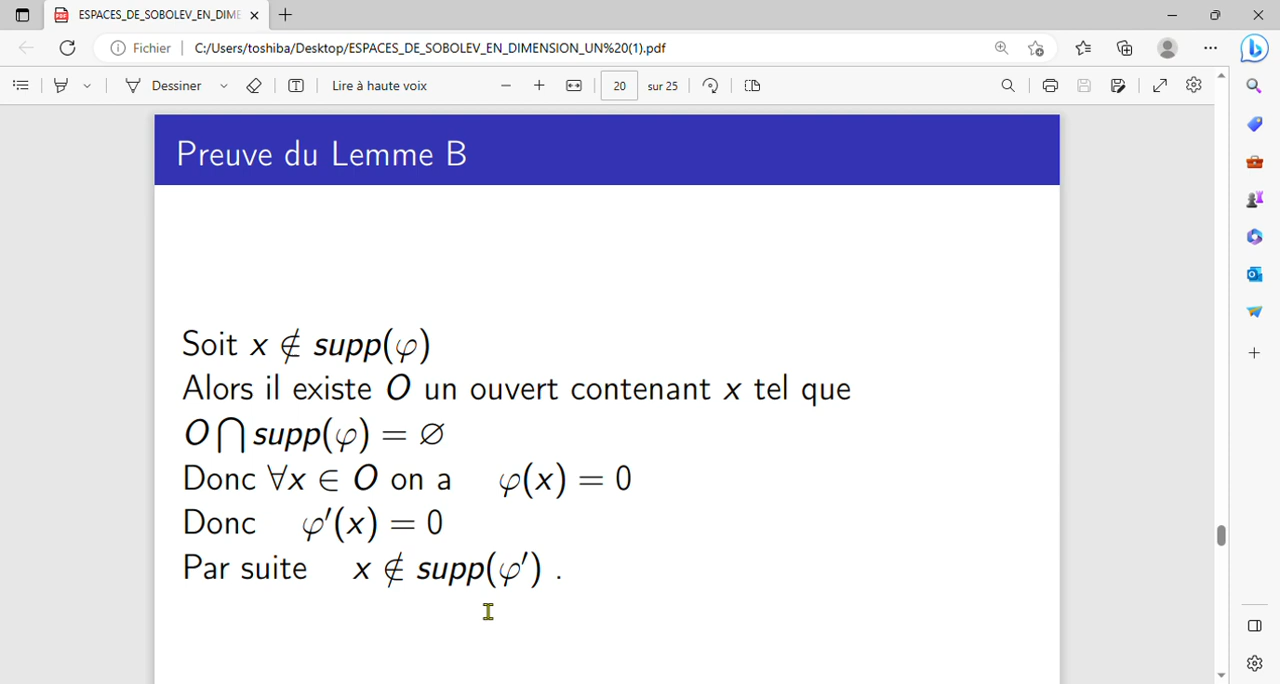 ESPACES_DE_SOBOLEV_EN_DIME
Fichier
C:/Users/toshiba/Desktop/ESPACES_DE_SOBOLEV_EN_DIMENSION_UN%20(1).pdf
Dessiner
Lire à haute voix
20 sur 25
Preuve du Lemme B
Soit x ∉ supp(φ)
Alors il existe O un ouvert contenant x tel que
O ⋂ supp(φ) = ∅
Donc ∀x ∈ O on a φ(x) = 0
Donc φ′(x) = 0
Par suite x ∉ supp(φ′) .